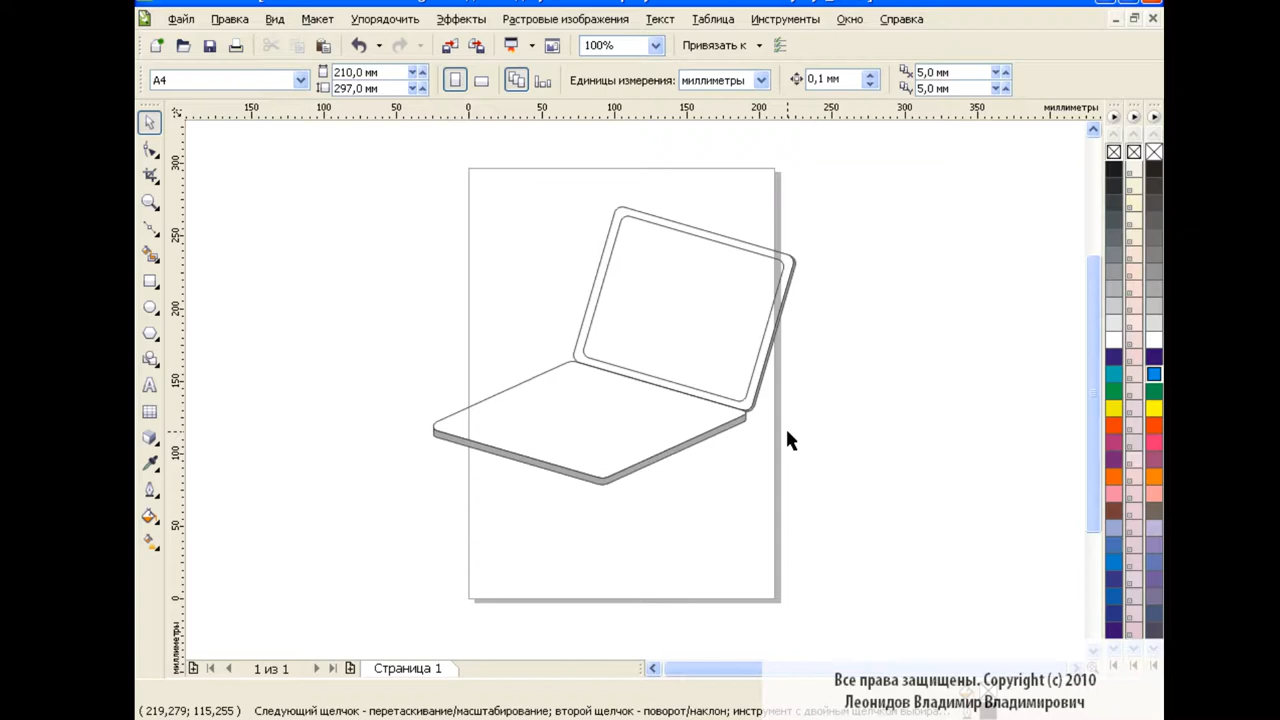 Файл Правка Вид Макет Упорядочить Эффекты Растровые изображения Текст Таблица Инструменты Окно Справка
100% Привязать к
A4 210,0 мм 297,0 мм Единицы измерения: миллиметры 0,1 мм 5,0 мм 5,0 мм
150 100 50 0 50 100 150 200 250 300 350 миллиметры
300
250
200
150
100
50
0
миллиметры
1 из 1 Страница 1
Все права защищены. Copyright (c) 2010
Леонидов Владимир Владимирович
( 219,279; 115,255 ) Следующий щелчок - перетаскивание/масштабирование; второй щелчок - поворот/наклон; инструмент с двойным щелчком выбира...